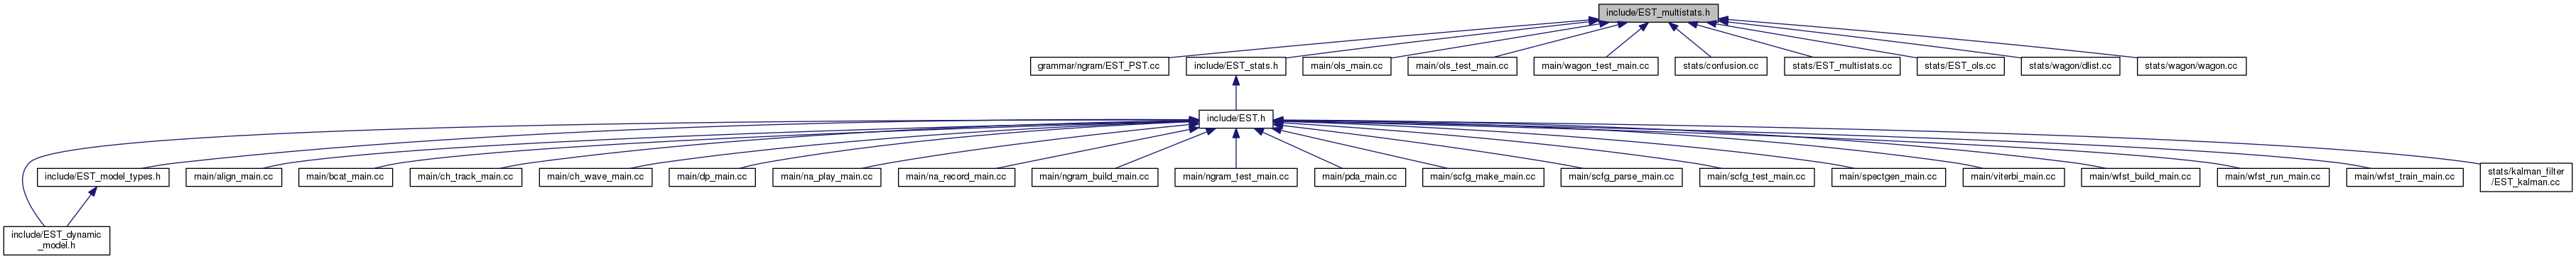 include/EST_multistats.h
grammar/ngram/EST_PST.cc
include/EST_stats.h
main/ols_main.cc
main/ols_test_main.cc
main/wagon_test_main.cc
stats/confusion.cc
stats/EST_multistats.cc
stats/EST_ols.cc
stats/wagon/dlist.cc
stats/wagon/wagon.cc
include/EST.h
include/EST_model_types.h
main/align_main.cc
main/bcat_main.cc
main/ch_track_main.cc
main/ch_wave_main.cc
main/dp_main.cc
main/na_play_main.cc
main/na_record_main.cc
main/ngram_build_main.cc
main/ngram_test_main.cc
main/pda_main.cc
main/scfg_make_main.cc
main/scfg_parse_main.cc
main/scfg_test_main.cc
main/spectgen_main.cc
main/viterbi_main.cc
main/wfst_build_main.cc
main/wfst_run_main.cc
main/wfst_train_main.cc
stats/kalman_filter
/EST_kalman.cc
include/EST_dynamic
_model.h